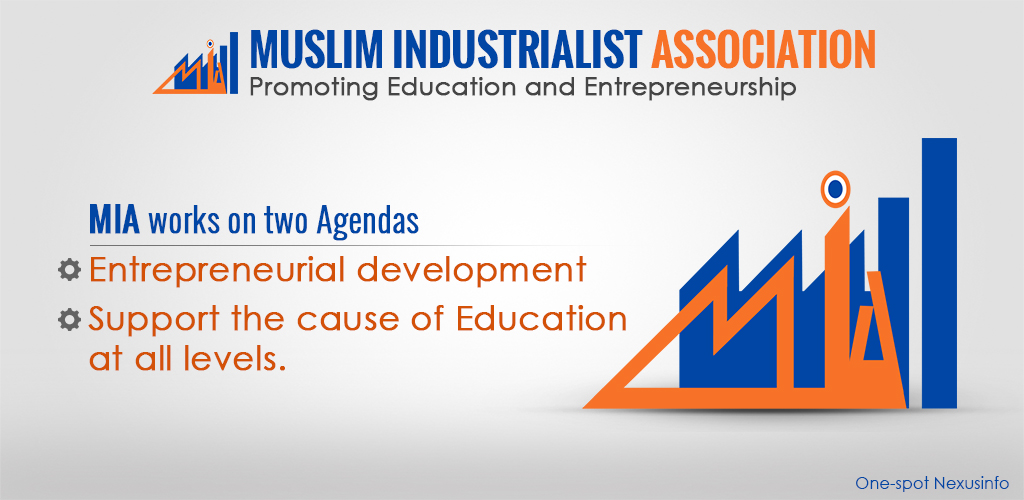 MUSLIM INDUSTRIALIST ASSOCIATION
Promoting Education and Entrepreneurship
MIA works on two Agendas
Entrepreneurial development
Support the cause of Education
at all levels.
MIA
One-spot Nexusinfo